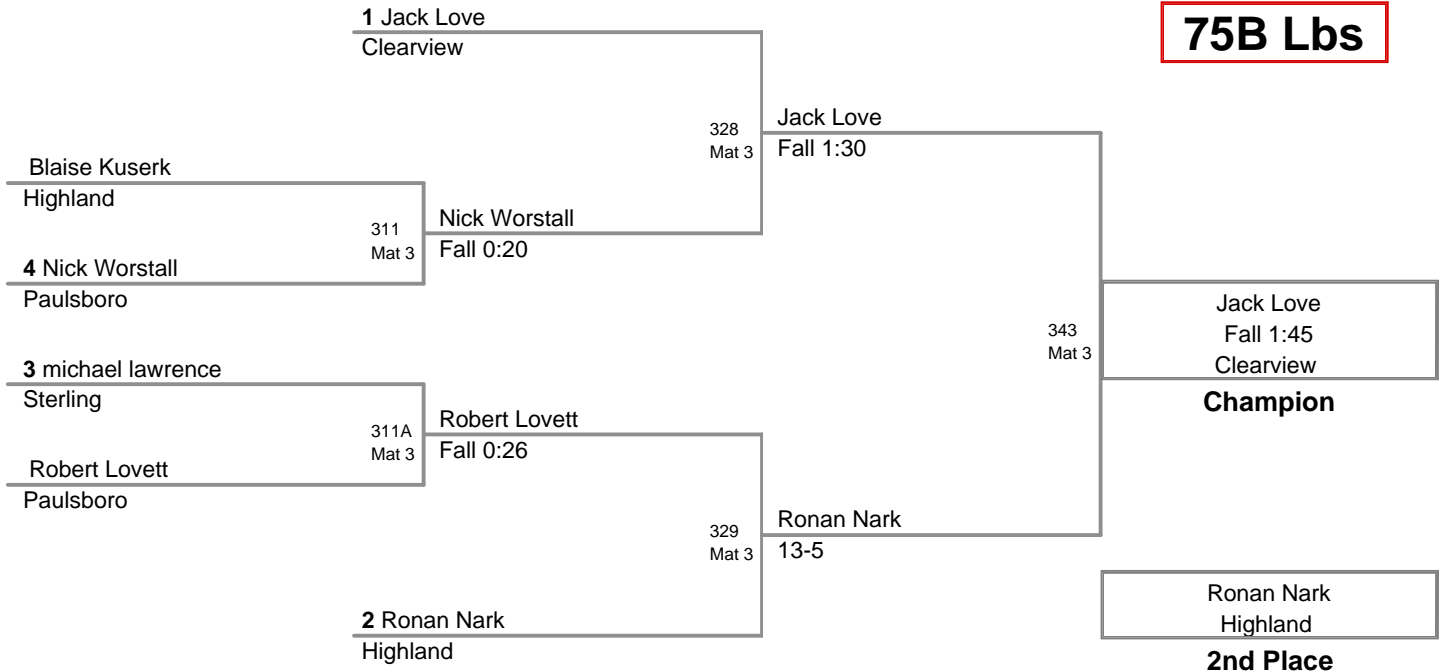 75B Lbs
1 Jack Love
Clearview
328
Mat 3
Jack Love
Fall 1:30
Blaise Kuserk
Highland
311
Mat 3
Nick Worstall
Fall 0:20
4 Nick Worstall
Paulsboro
343
Mat 3
Jack Love
Fall 1:45
Clearview
Champion
3 michael lawrence
Sterling
311A
Mat 3
Robert Lovett
Fall 0:26
Robert Lovett
Paulsboro
329
Mat 3
Ronan Nark
13-5
2 Ronan Nark
Highland
Ronan Nark
Highland
2nd Place